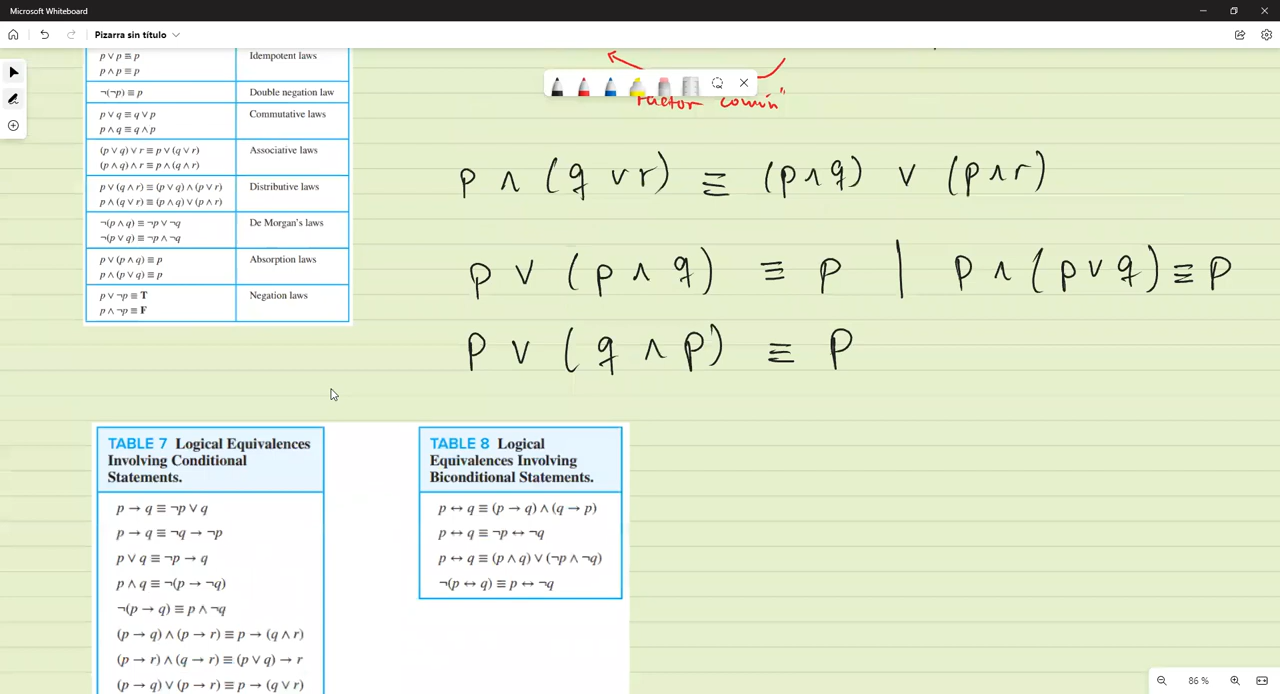 Microsoft Whiteboard
Pizarra sin título
p ∨ p ≡ p
p ∧ p ≡ p
Idempotent laws
¬(¬p) ≡ p
Double negation law
p ∨ q ≡ q ∨ p
p ∧ q ≡ q ∧ p
Commutative laws
(p ∨ q) ∨ r ≡ p ∨ (q ∨ r)
(p ∧ q) ∧ r ≡ p ∧ (q ∧ r)
Associative laws
p ∨ (q ∧ r) ≡ (p ∨ q) ∧ (p ∨ r)
p ∧ (q ∨ r) ≡ (p ∧ q) ∨ (p ∧ r)
Distributive laws
¬(p ∧ q) ≡ ¬p ∨ ¬q
¬(p ∨ q) ≡ ¬p ∧ ¬q
De Morgan's laws
p ∨ (p ∧ q) ≡ p
p ∧ (p ∨ q) ≡ p
Absorption laws
p ∨ ¬p ≡ T
p ∧ ¬p ≡ F
Negation laws
"Factor común"
p ∧ (q ∨ r) ≡ (p ∧ q) ∨ (p ∧ r)
p ∨ (p ∧ q) ≡ p | p ∧ (p ∨ q) ≡ p
p ∨ (q ∧ p) ≡ p
TABLE 7 Logical Equivalences
Involving Conditional
Statements.
p → q ≡ ¬p ∨ q
p → q ≡ ¬q → ¬p
p ∨ q ≡ ¬p → q
p ∧ q ≡ ¬(p → ¬q)
¬(p → q) ≡ p ∧ ¬q
(p → q) ∧ (p → r) ≡ p → (q ∧ r)
(p → r) ∧ (q → r) ≡ (p ∨ q) → r
(p → q) ∨ (p → r) ≡ p → (q ∨ r)
TABLE 8 Logical
Equivalences Involving
Biconditional Statements.
p ↔ q ≡ (p → q) ∧ (q → p)
p ↔ q ≡ ¬p ↔ ¬q
p ↔ q ≡ (p ∧ q) ∨ (¬p ∧ ¬q)
¬(p ↔ q) ≡ p ↔ ¬q
86 %